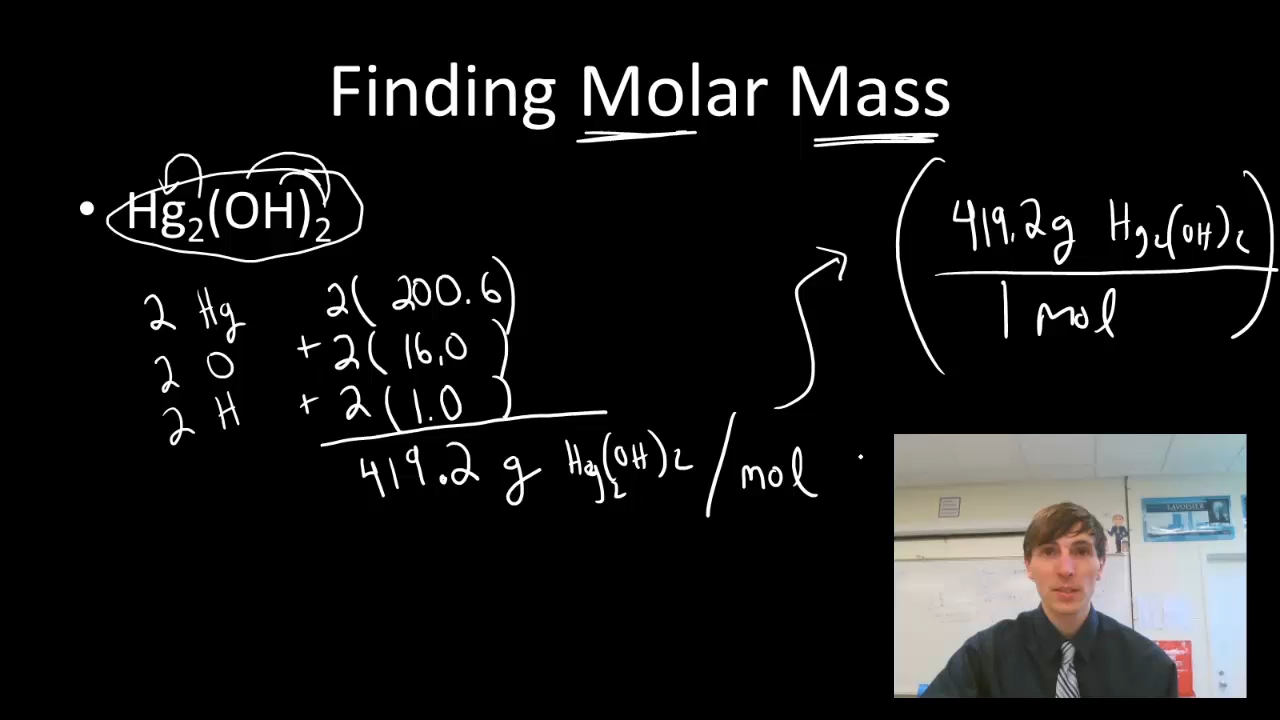 Finding Molar Mass
• Hg₂(OH)₂
2 Hg 2(200.6)
2 O + 2(16.0)
2 H + 2(1.0)
419.2 g Hg₂(OH)₂ / mol
(419.2g Hg₂(OH)₂
1 mol)
LAVOISIER